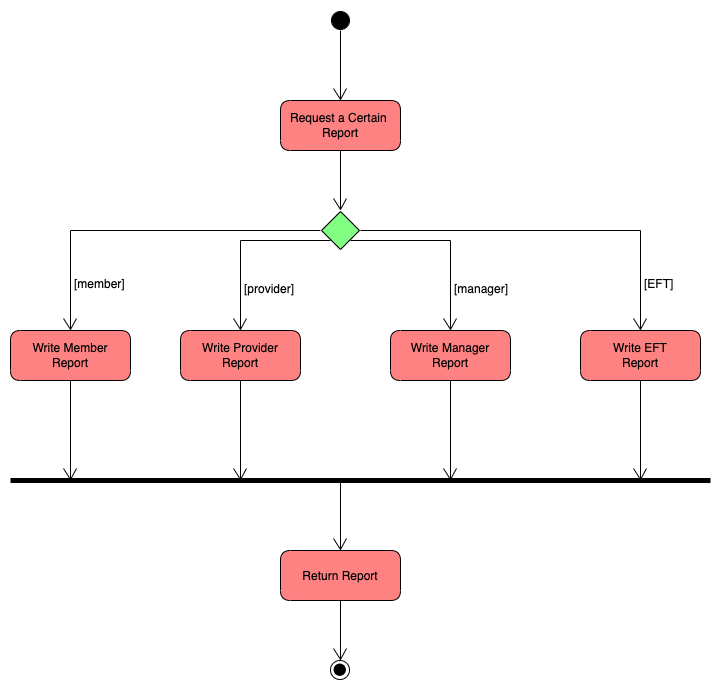 Request a Certain
Report
[member]
[provider]
[manager]
[EFT]
Write Member
Report
Write Provider
Report
Write Manager
Report
Write EFT
Report
Return Report